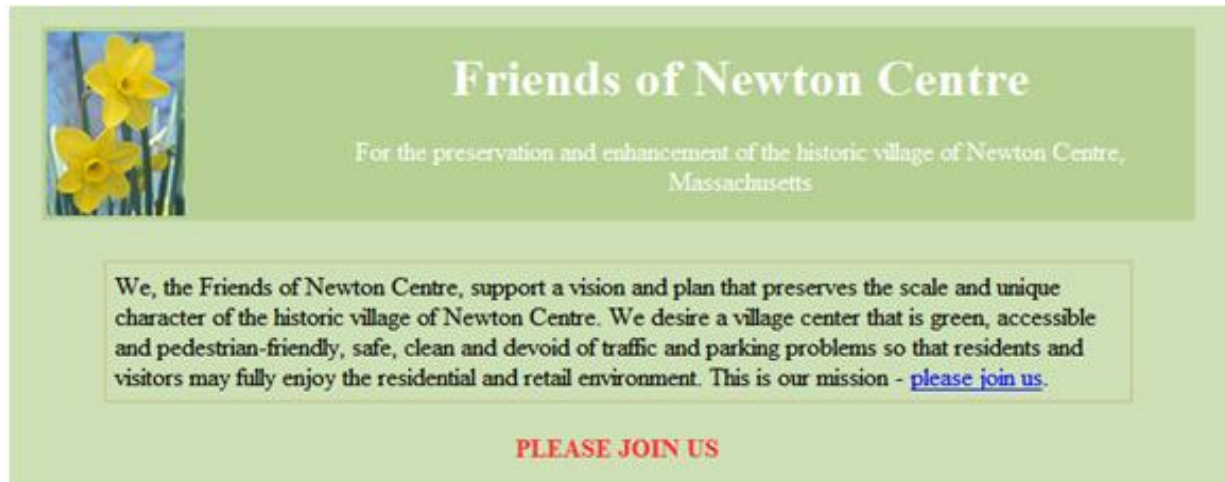 Friends of Newton Centre
For the preservation and enhancement of the historic village of Newton Centre,
Massachusetts
We, the Friends of Newton Centre, support a vision and plan that preserves the scale and unique
character of the historic village of Newton Centre. We desire a village center that is green, accessible
and pedestrian-friendly, safe, clean and devoid of traffic and parking problems so that residents and
visitors may fully enjoy the residential and retail environment. This is our mission - please join us.
PLEASE JOIN US